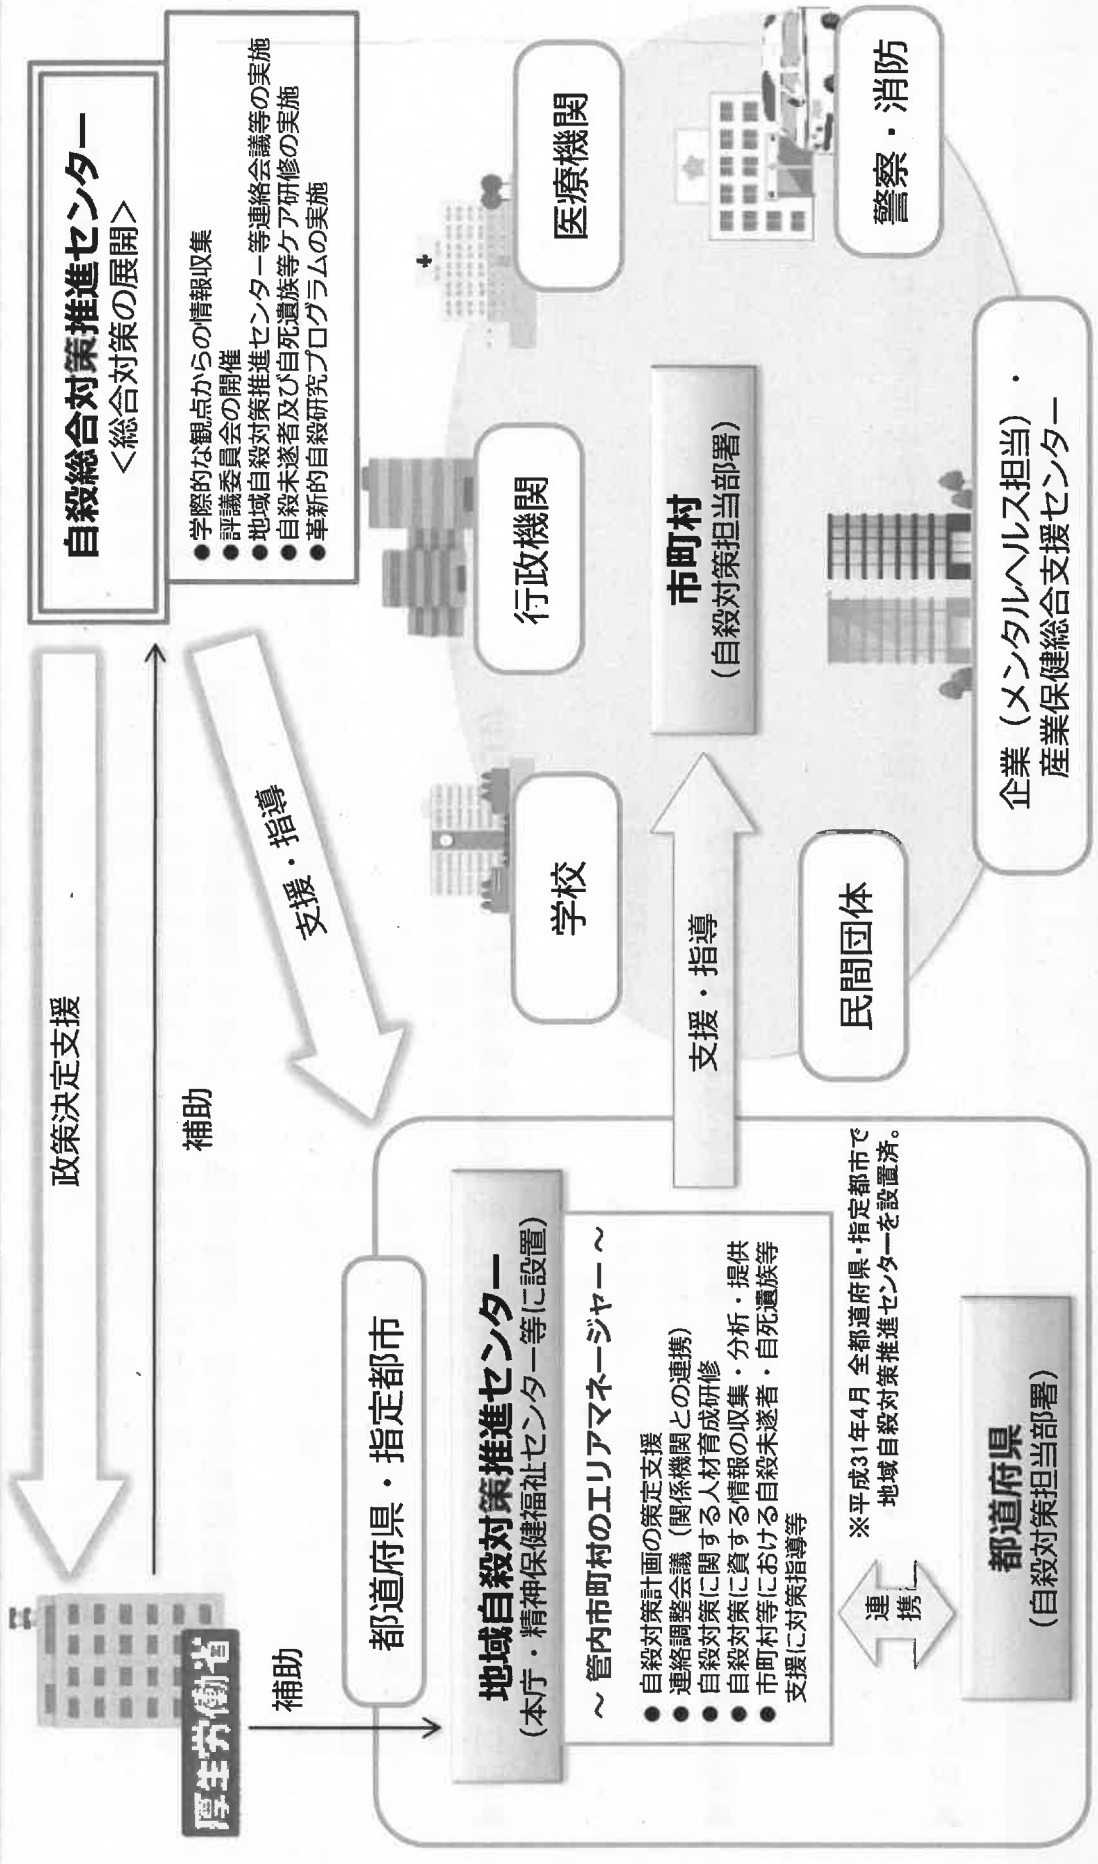 厚生労働省
政策決定支援
補助
補助
自殺総合対策推進センター
＜総合対策の展開＞
●学際的な観点からの情報収集
●評議委員会の開催
●地域自殺対策推進センター等連絡会議等の実施
●自殺未遂者及び自死遺族等ケア研修の実施
●革新的自殺研究プログラムの実施
支援・指導
都道府県・指定都市
地域自殺対策推進センター
（本庁・精神保健福祉センター等に設置）
～管内市町村のエリアマネージャー～
●自殺対策計画の策定支援
●連絡調整会議（関係機関との連携）
●自殺対策に関する人材育成研修
●自殺対策に資する情報の収集・分析・提供
●市町村等における自殺未遂者・自死遺族等
支援に対策指導等
連
携
※平成31年4月 全都道府県・指定都市で
地域自殺対策推進センターを設置済。
都道府県
（自殺対策担当部署）
支援・指導
学校
行政機関
医療機関
市町村
（自殺対策担当部署）
警察・消防
民間団体
企業（メンタルヘルス担当）・
産業保健総合支援センター